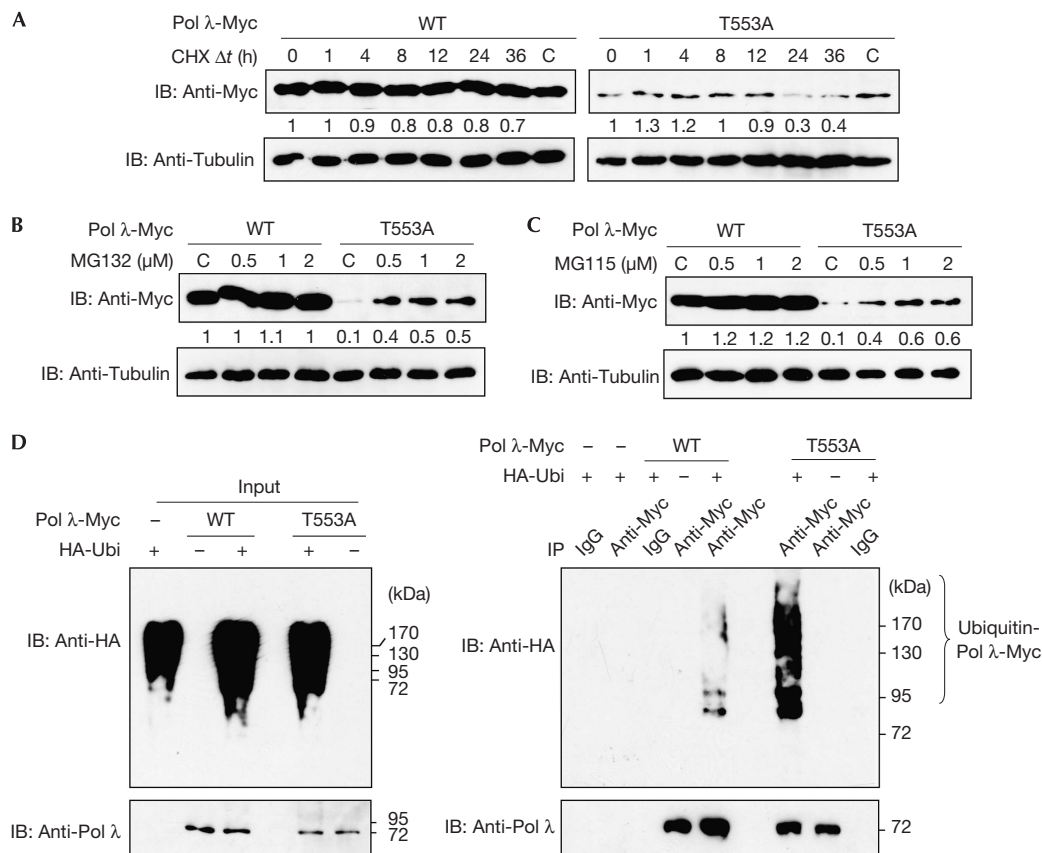 A
Pol λ-Myc WT T553A
CHX Δt (h) 0 1 4 8 12 24 36 C 0 1 4 8 12 24 36 C
IB: Anti-Myc
1 1 0.9 0.8 0.8 0.8 0.7 1 1.3 1.2 1 0.9 0.3 0.4
IB: Anti-Tubulin
B
Pol λ-Myc WT T553A
MG132 (μM) C 0.5 1 2 C 0.5 1 2
IB: Anti-Myc
1 1 1.1 1 0.1 0.4 0.5 0.5
IB: Anti-Tubulin
C
Pol λ-Myc WT T553A
MG115 (μM) C 0.5 1 2 C 0.5 1 2
IB: Anti-Myc
1 1.2 1.2 1.2 0.1 0.4 0.6 0.6
IB: Anti-Tubulin
D
Input
Pol λ-Myc – WT T553A
HA-Ubi + – + + –
(kDa)
IB: Anti-HA
170
130
95
72
IB: Anti-Pol λ
95
72
Pol λ-Myc – – WT T553A
HA-Ubi + + + – + + – +
IP IgG Anti-Myc IgG Anti-Myc Anti-Myc Anti-Myc Anti-Myc IgG
(kDa)
IB: Anti-HA
170
130
95
72
Ubiquitin-
Pol λ-Myc
IB: Anti-Pol λ
72